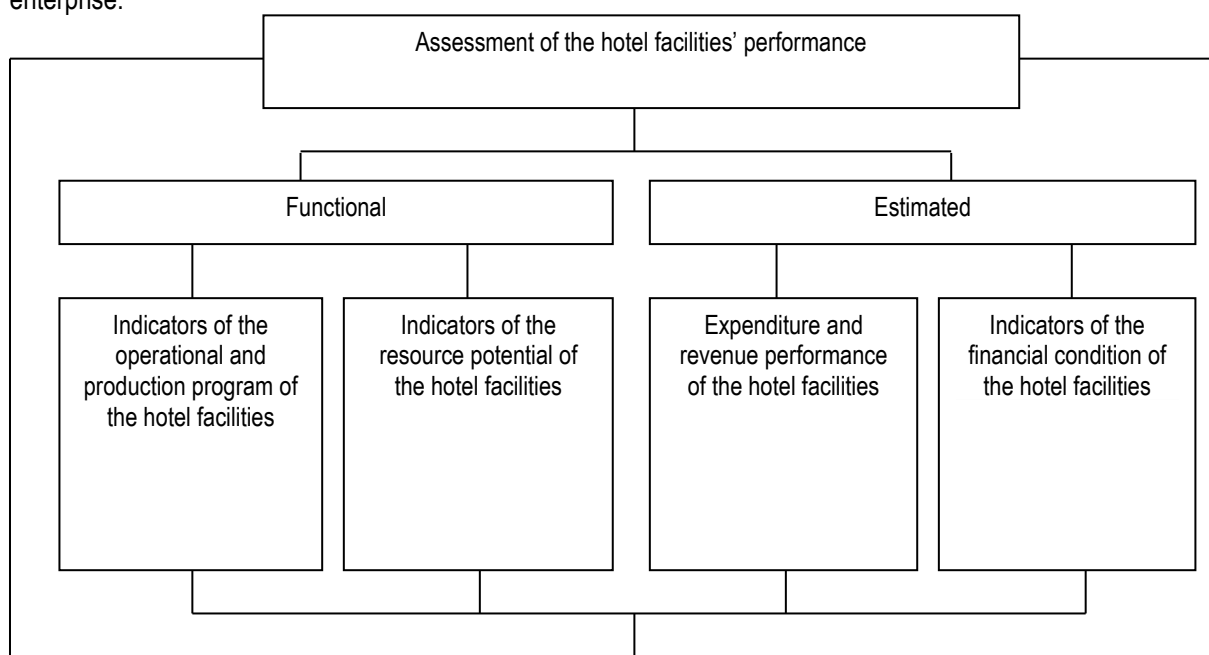 enterprise.
Assessment of the hotel facilities’ performance
Functional
Estimated
Indicators of the
operational and
production program of
the hotel facilities
Indicators of the
resource potential of
the hotel facilities
Expenditure and
revenue performance
of the hotel facilities
Indicators of the
financial condition of
the hotel facilities